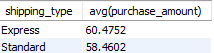 shipping_type avg(purchase_amount)
Express 60.4752
Standard 58.4602